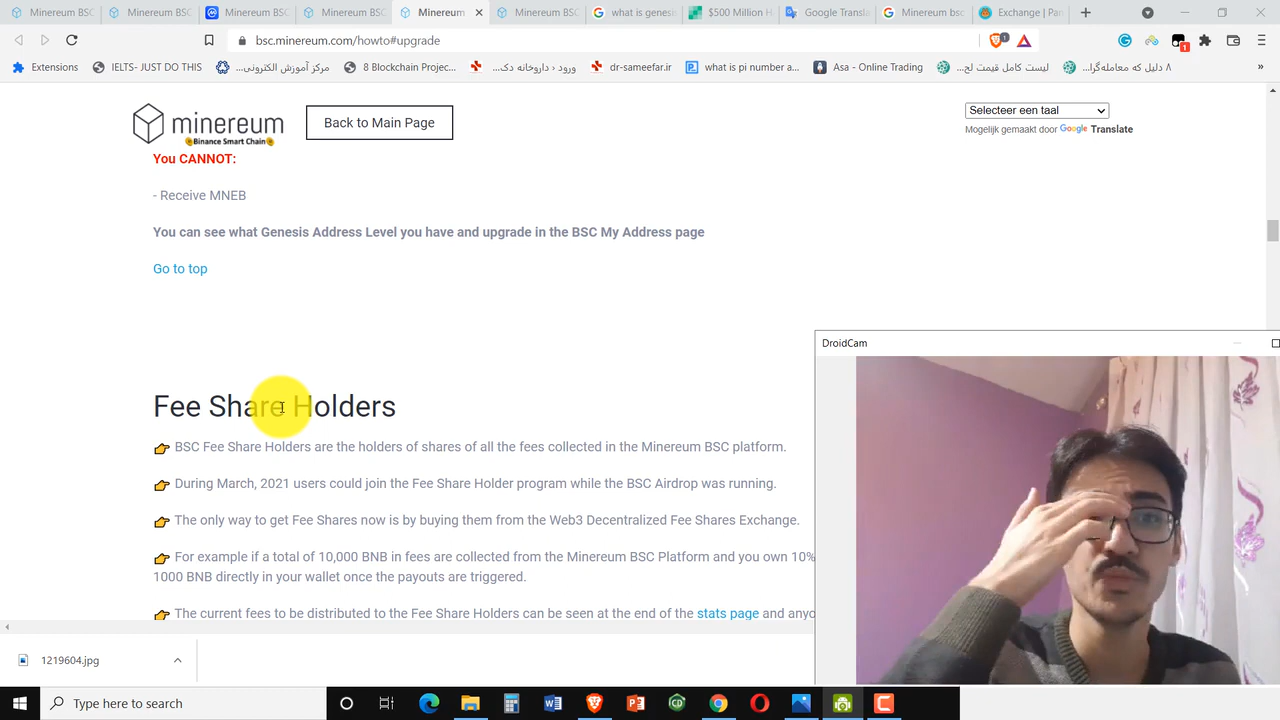 Minereum BSC
Minereum BSC
Minereum BSC
Minereum BSC
Minereum
Minereum BSC
what is genesis
$500 Million H
Google Transla
Minereum bsc
Exchange | Pan
bsc.minereum.com/howto#upgrade
1
1
Extensions
IELTS- JUST DO THIS
مرکز آموزش الکترونی...
8 Blockchain Projec...
ورود ‹ داروخانه دک...
dr-sameefar.ir
what is pi number a...
Asa - Online Trading
لیست کامل قیمت لح...
۸ دلیل که معامله‌گرا...
»
minereum
Binance Smart Chain
Back to Main Page
Selecteer een taal
Mogelijk gemaakt door Google Translate
You CANNOT:
- Receive MNEB
You can see what Genesis Address Level you have and upgrade in the BSC My Address page
Go to top
DroidCam
Fee Share Holders
BSC Fee Share Holders are the holders of shares of all the fees collected in the Minereum BSC platform.
During March, 2021 users could join the Fee Share Holder program while the BSC Airdrop was running.
The only way to get Fee Shares now is by buying them from the Web3 Decentralized Fee Shares Exchange.
For example if a total of 10,000 BNB in fees are collected from the Minereum BSC Platform and you own 10%
1000 BNB directly in your wallet once the payouts are triggered.
The current fees to be distributed to the Fee Share Holders can be seen at the end of the stats page and anyo
1219604.jpg
Type here to search